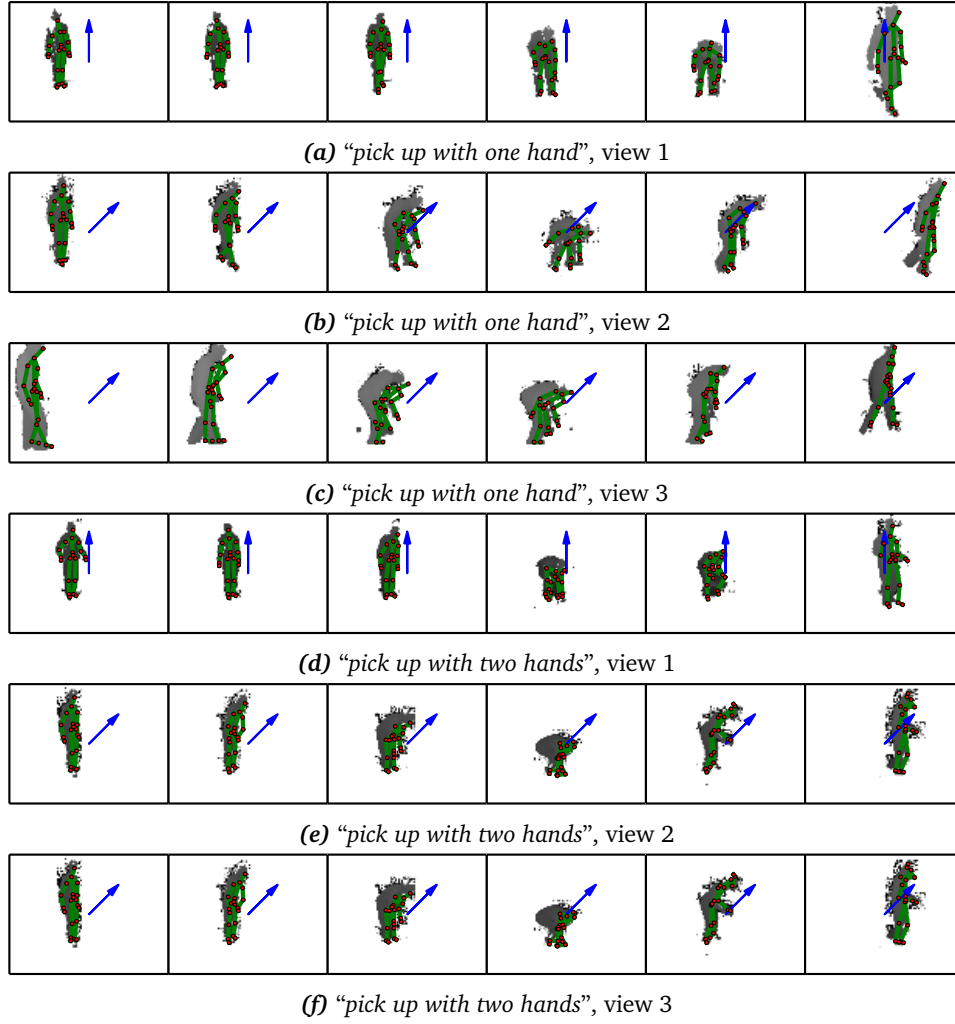 (a) “pick up with one hand”, view 1
(b) “pick up with one hand”, view 2
(c) “pick up with one hand”, view 3
(d) “pick up with two hands”, view 1
(e) “pick up with two hands”, view 2
(f) “pick up with two hands”, view 3